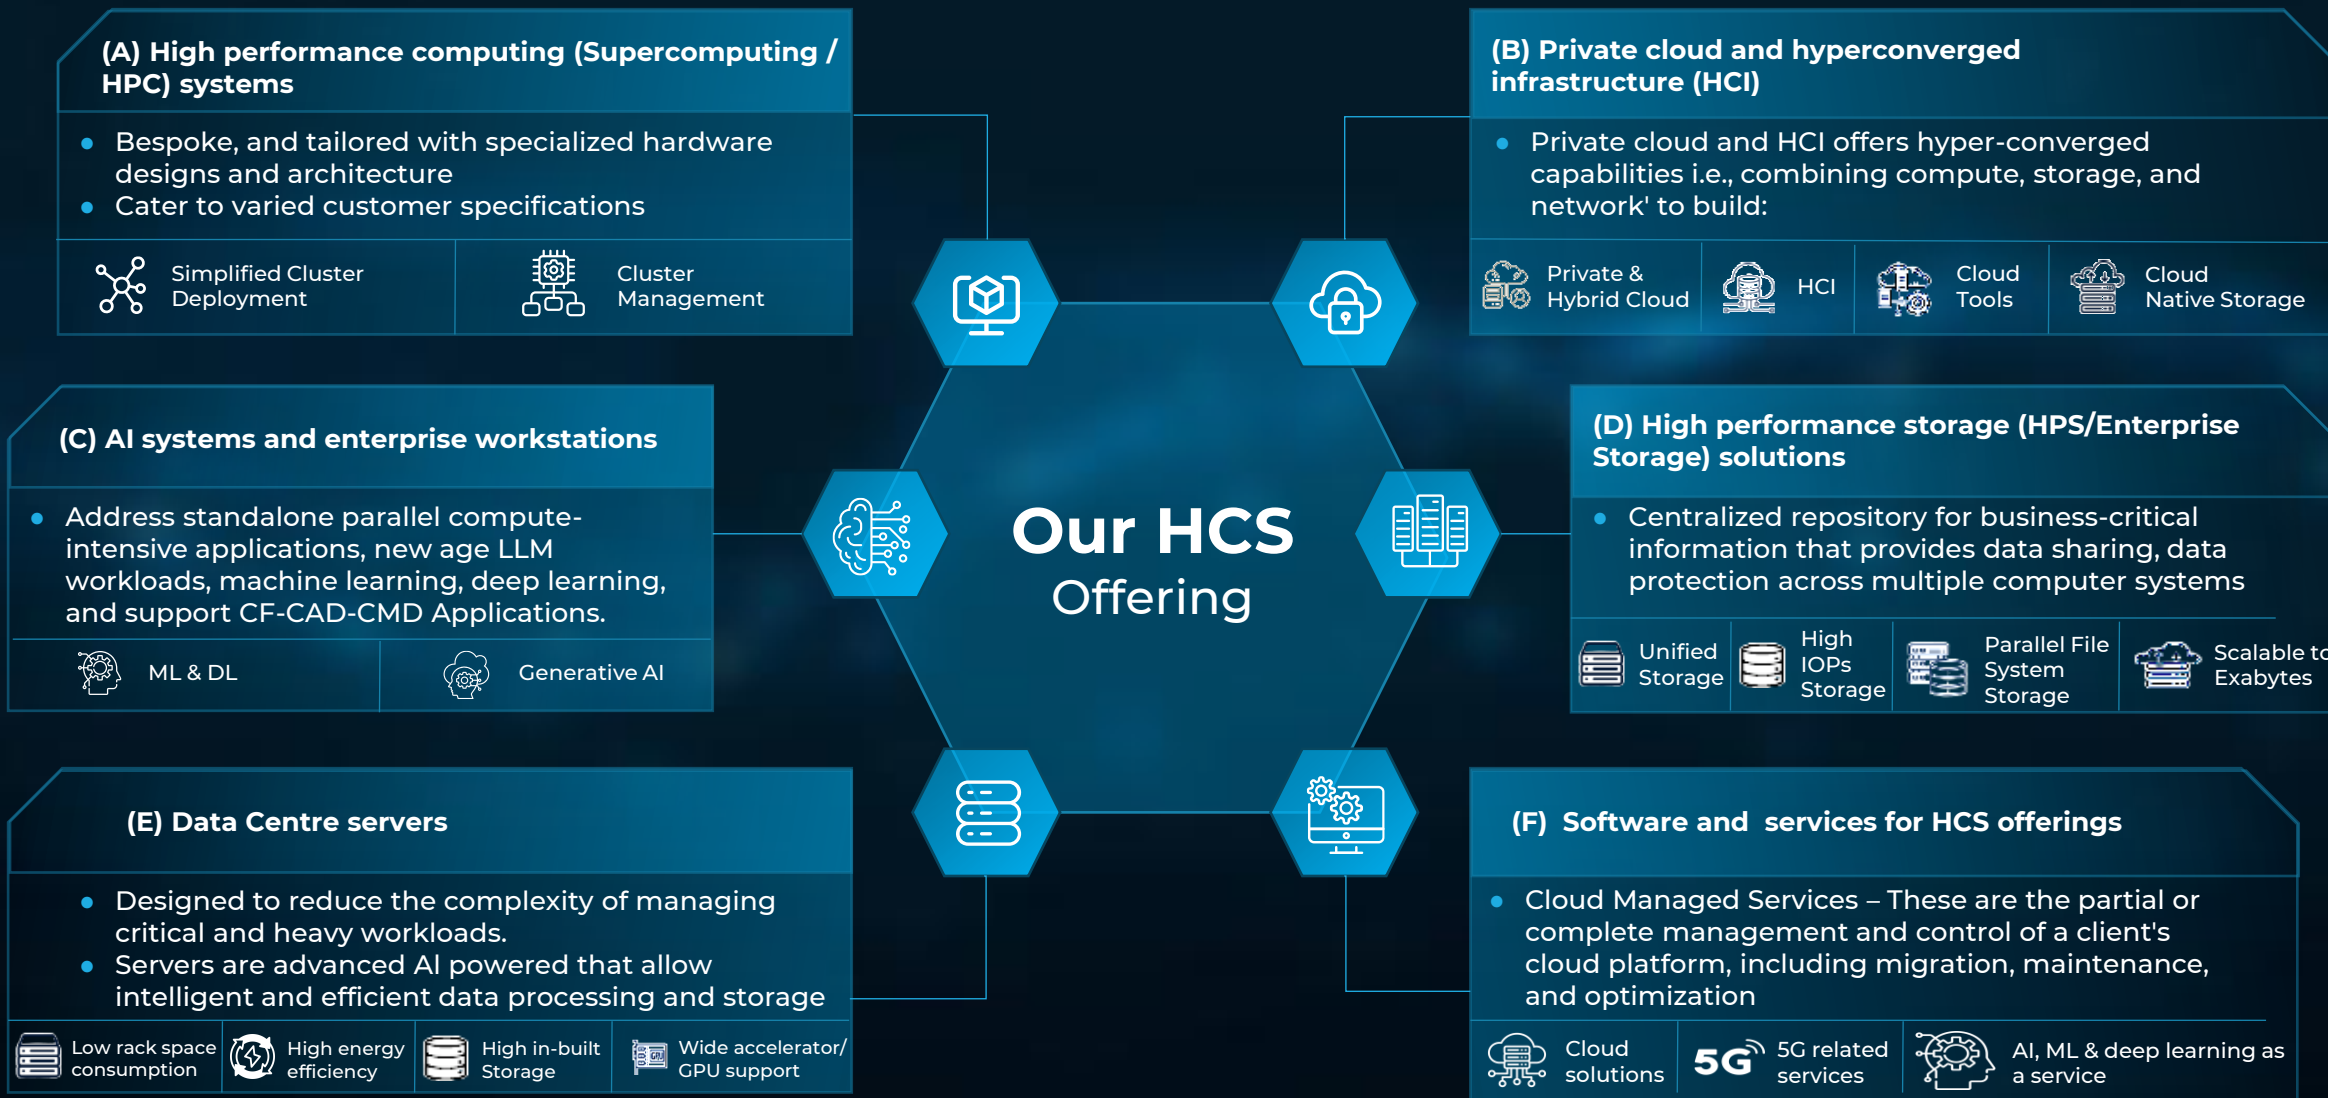 (A) High performance computing (Supercomputing /
HPC) systems
● Bespoke, and tailored with specialized hardware
designs and architecture
● Cater to varied customer specifications
Simplified Cluster
Deployment
Cluster
Management
(B) Private cloud and hyperconverged
infrastructure (HCI)
● Private cloud and HCI offers hyper-converged
capabilities i.e., combining compute, storage, and
network' to build:
Private &
Hybrid Cloud
HCI
Cloud
Tools
Cloud
Native Storage
(C) AI systems and enterprise workstations
● Address standalone parallel compute-
intensive applications, new age LLM
workloads, machine learning, deep learning,
and support CF-CAD-CMD Applications.
ML & DL
Generative AI
Our HCS
Offering
(D) High performance storage (HPS/Enterprise
Storage) solutions
● Centralized repository for business-critical
information that provides data sharing, data
protection across multiple computer systems
Unified
Storage
High
IOPs
Storage
Parallel File
System
Storage
Scalable to
Exabytes
(E) Data Centre servers
● Designed to reduce the complexity of managing
critical and heavy workloads.
● Servers are advanced AI powered that allow
intelligent and efficient data processing and storage
Low rack space
consumption
High energy
efficiency
High in-built
Storage
GPU
Wide accelerator/
GPU support
(F) Software and services for HCS offerings
● Cloud Managed Services – These are the partial or
complete management and control of a client's
cloud platform, including migration, maintenance,
and optimization
Cloud
solutions
5G
5G related
services
AI, ML & deep learning as
a service